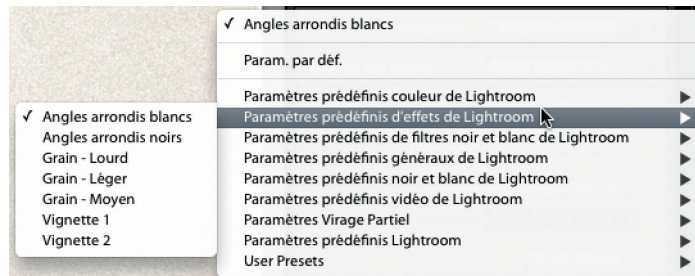 ✓ Angles arrondis blancs
Param. par déf.
Paramètres prédéfinis couleur de Lightroom
Paramètres prédéfinis d'effets de Lightroom
Paramètres prédéfinis de filtres noir et blanc de Lightroom
Paramètres prédéfinis généraux de Lightroom
Paramètres prédéfinis noir et blanc de Lightroom
Paramètres prédéfinis vidéo de Lightroom
Paramètres Virage Partiel
Paramètres prédéfinis Lightroom
User Presets
✓ Angles arrondis blancs
Angles arrondis noirs
Grain - Lourd
Grain - Léger
Grain - Moyen
Vignette 1
Vignette 2